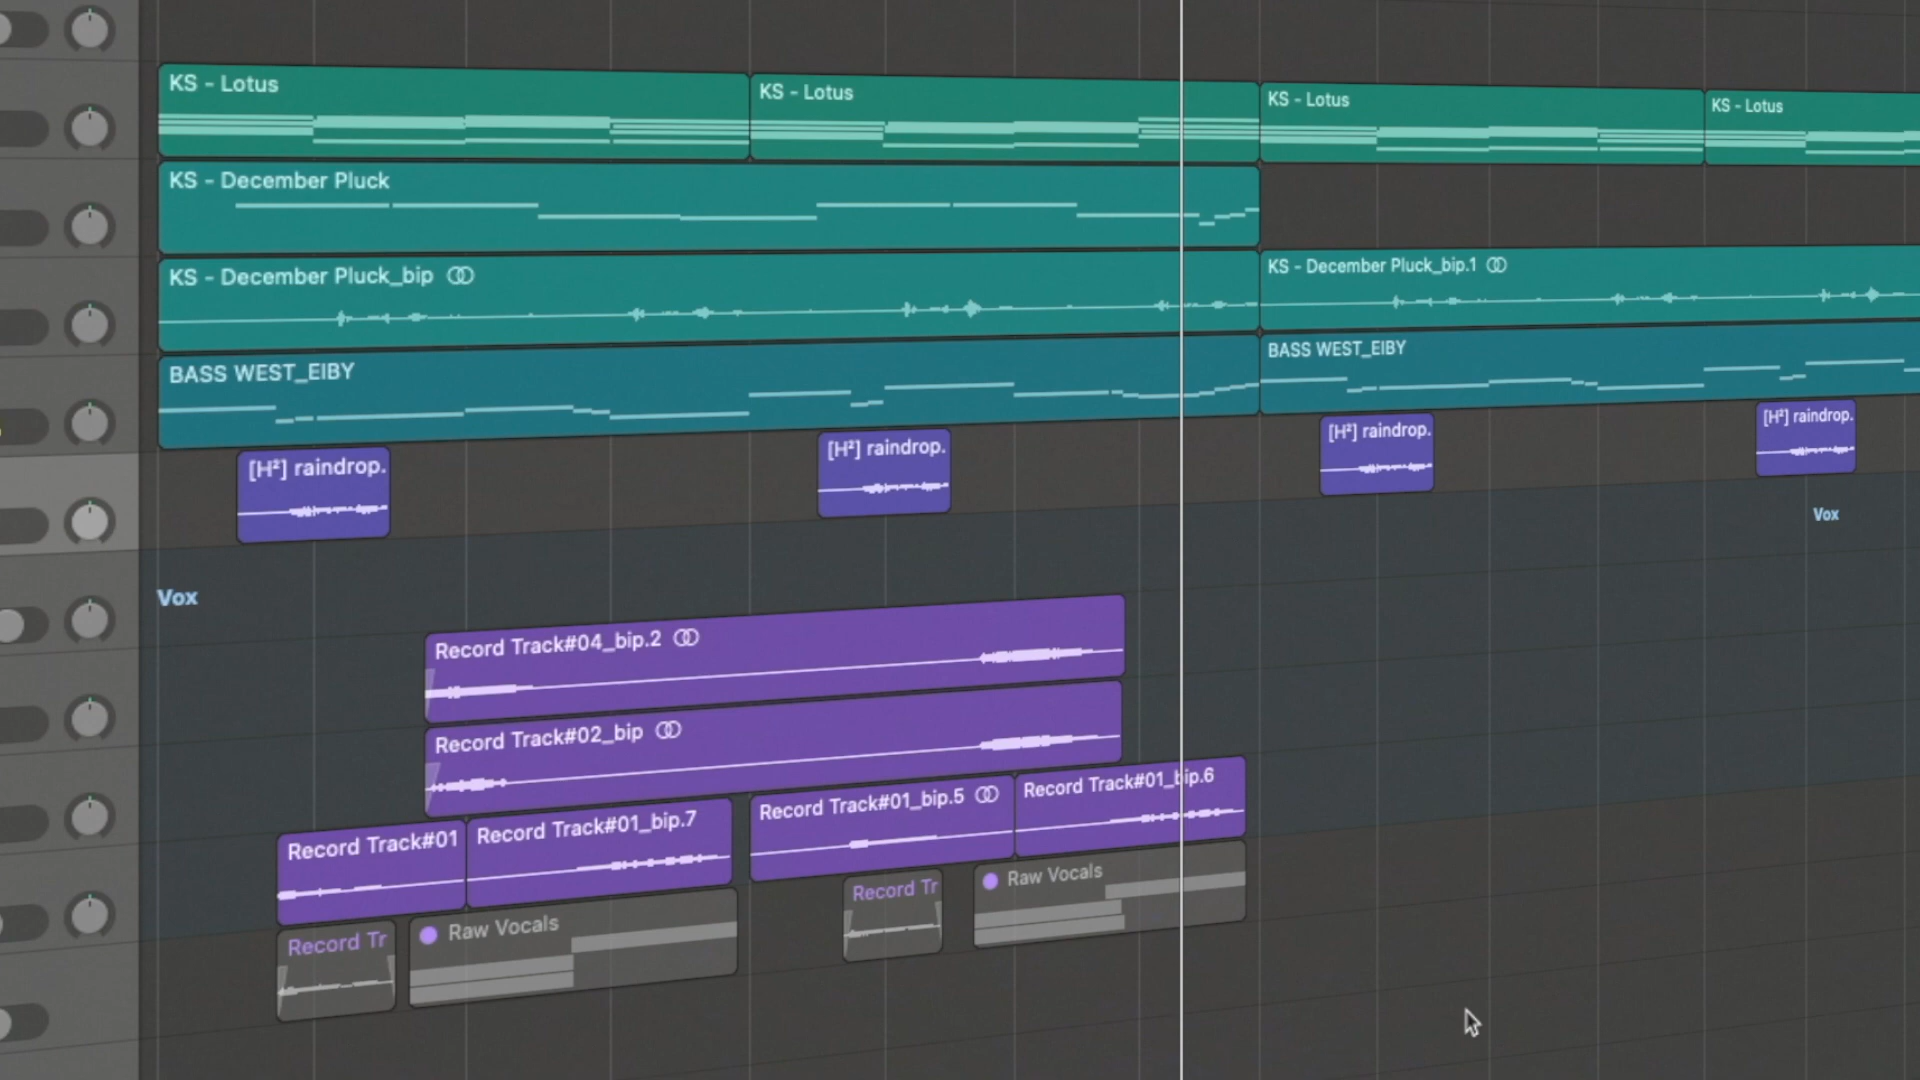 KS - Lotus
KS - Lotus
KS - Lotus
KS - Lotus
KS - December Pluck
KS - December Pluck_bip
KS - December Pluck_bip.1
BASS WEST_EIBY
BASS WEST_EIBY
[H²] raindrop.
[H²] raindrop.
[H²] raindrop.
[H²] raindrop.
Vox
Vox
Record Track#04_bip.2
Record Track#02_bip
Record Track#01
Record Track#01_bip.7
Record Track#01_bip.5
Record Track#01_bip.6
Record Tr
Raw Vocals
Record Tr
Raw Vocals